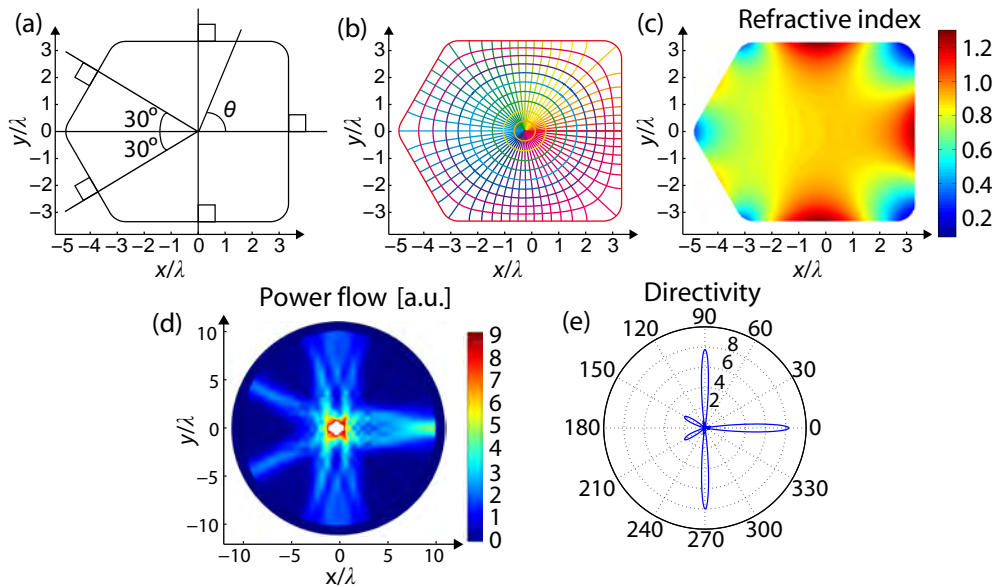 (a)
3
2
1
0
−1
−2
−3
y/λ
30°
30°
θ
−5 −4 −3 −2 −1 0 1 2 3
x/λ
(b)
3
2
1
0
−1
−2
−3
y/λ
−5 −4 −3 −2 −1 0 1 2 3
x/λ
(c)
Refractive index
3
2
1
0
−1
−2
−3
y/λ
−5 −4 −3 −2 −1 0 1 2 3
x/λ
1.2
1.0
0.8
0.6
0.4
0.2
Power flow [a.u.]
(d)
10
5
0
−5
−10
y/λ
−10 −5 0 5 10
x/λ
9
8
7
6
5
4
3
2
1
0
Directivity
(e)
90
120 60
150 30
180 0
210 330
240 300
270
8
6
4
2